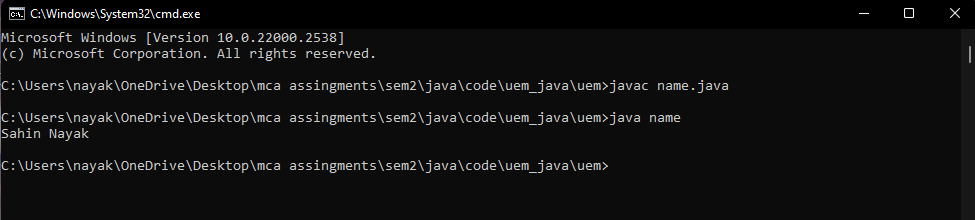 C:\Windows\System32\cmd.exe
Microsoft Windows [Version 10.0.22000.2538]
(c) Microsoft Corporation. All rights reserved.
C:\Users\nayak\OneDrive\Desktop\mca assingments\sem2\java\code\uem_java\uem>javac name.java
C:\Users\nayak\OneDrive\Desktop\mca assingments\sem2\java\code\uem_java\uem>java name
Sahin Nayak
C:\Users\nayak\OneDrive\Desktop\mca assingments\sem2\java\code\uem_java\uem>